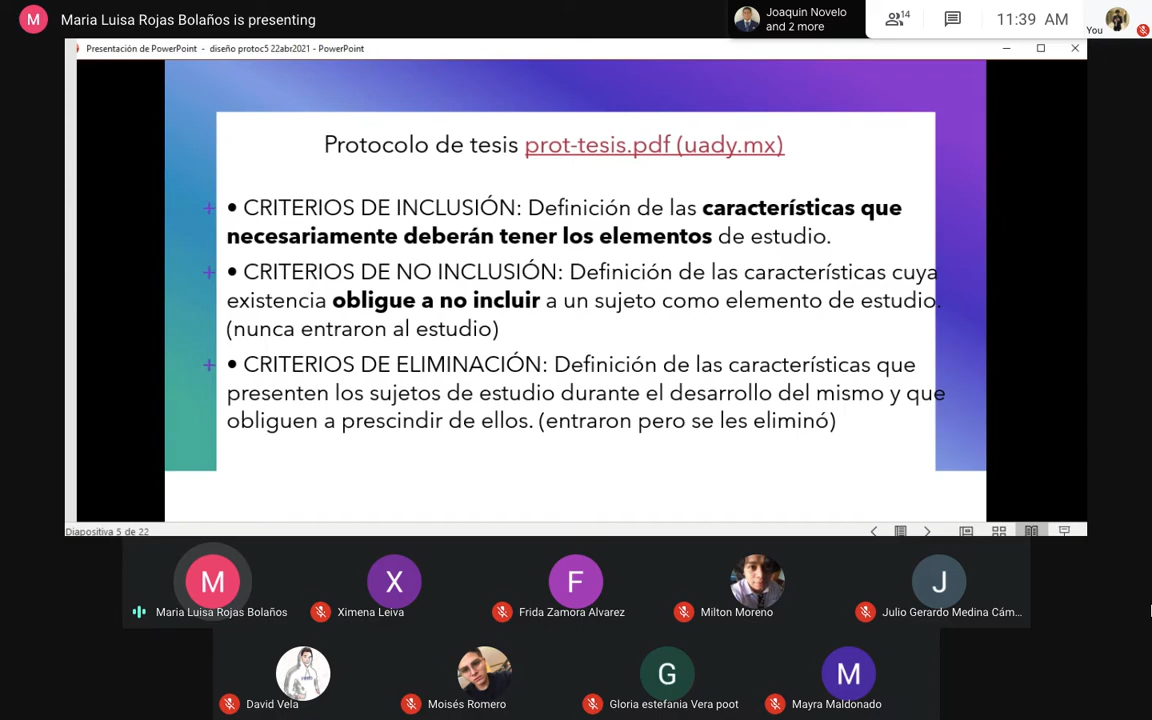 M Maria Luisa Rojas Bolaños is presenting
Joaquin Novelo
and 2 more
14
11:39 AM
You
Presentación de PowerPoint - diseño protoc5 22abr2021 - PowerPoint
Protocolo de tesis prot-tesis.pdf (uady.mx)
+ • CRITERIOS DE INCLUSIÓN: Definición de las características que
necesariamente deberán tener los elementos de estudio.
+ • CRITERIOS DE NO INCLUSIÓN: Definición de las características cuya
existencia obligue a no incluir a un sujeto como elemento de estudio.
(nunca entraron al estudio)
+ • CRITERIOS DE ELIMINACIÓN: Definición de las características que
presenten los sujetos de estudio durante el desarrollo del mismo y que
obliguen a prescindir de ellos. (entraron pero se les eliminó)
Diapositiva 5 de 22
M X F J
Maria Luisa Rojas Bolaños
Ximena Leiva
Frida Zamora Alvarez
Milton Moreno
Julio Gerardo Medina Cám...
G M
David Vela
Moisés Romero
Gloria estefania Vera poot
Mayra Maldonado